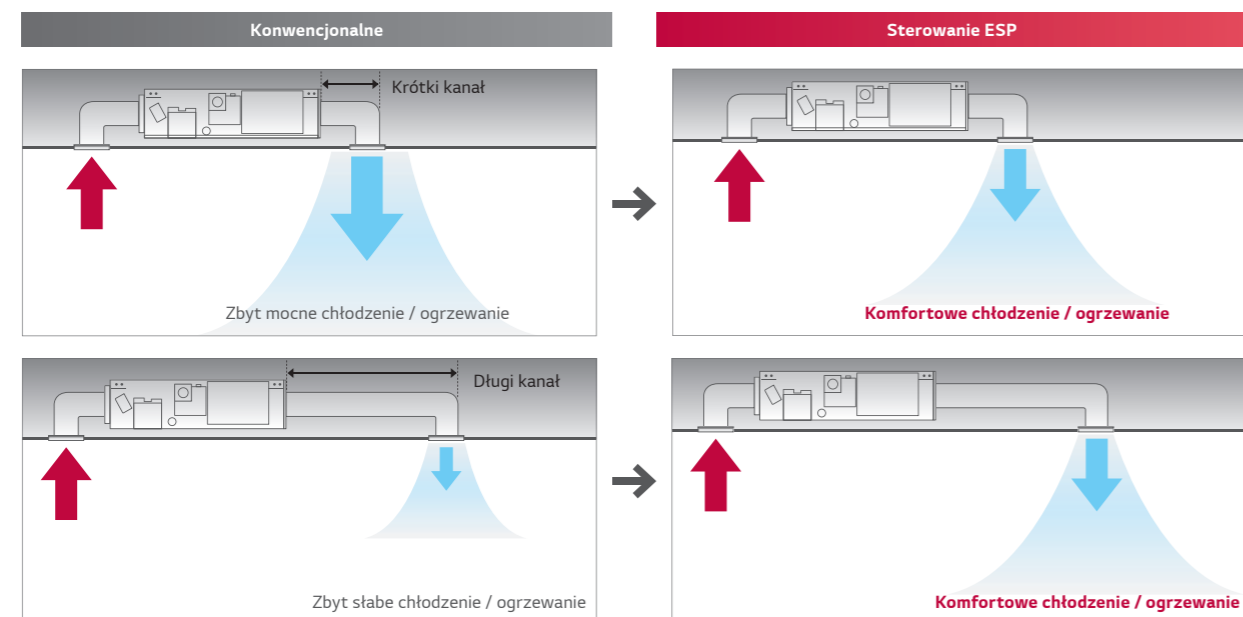 Konwencjonalne
Sterowanie ESP
Krótki kanał
Zbyt mocne chłodzenie / ogrzewanie
Komfortowe chłodzenie / ogrzewanie
Długi kanał
Zbyt słabe chłodzenie / ogrzewanie
Komfortowe chłodzenie / ogrzewanie